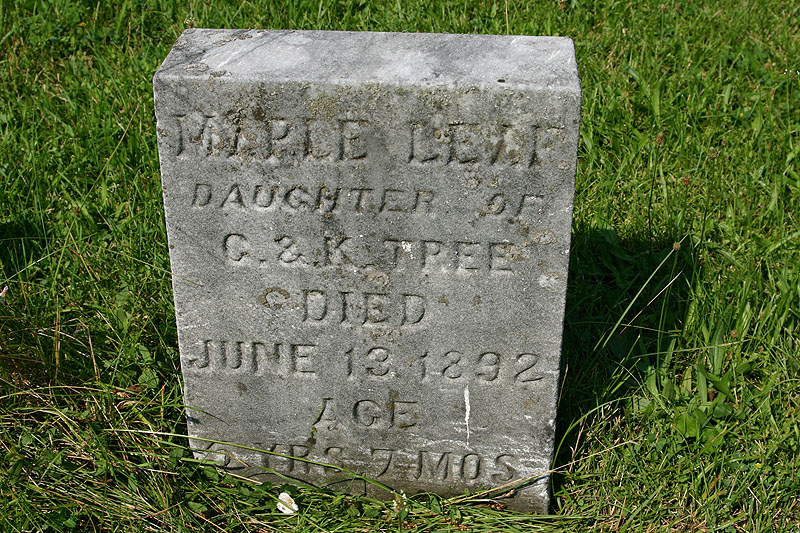 MAPLE LEAF
DAUGHTER OF
C. & K. TREE
DIED
JUNE 13 1892
AGE
YRS 7 MOS